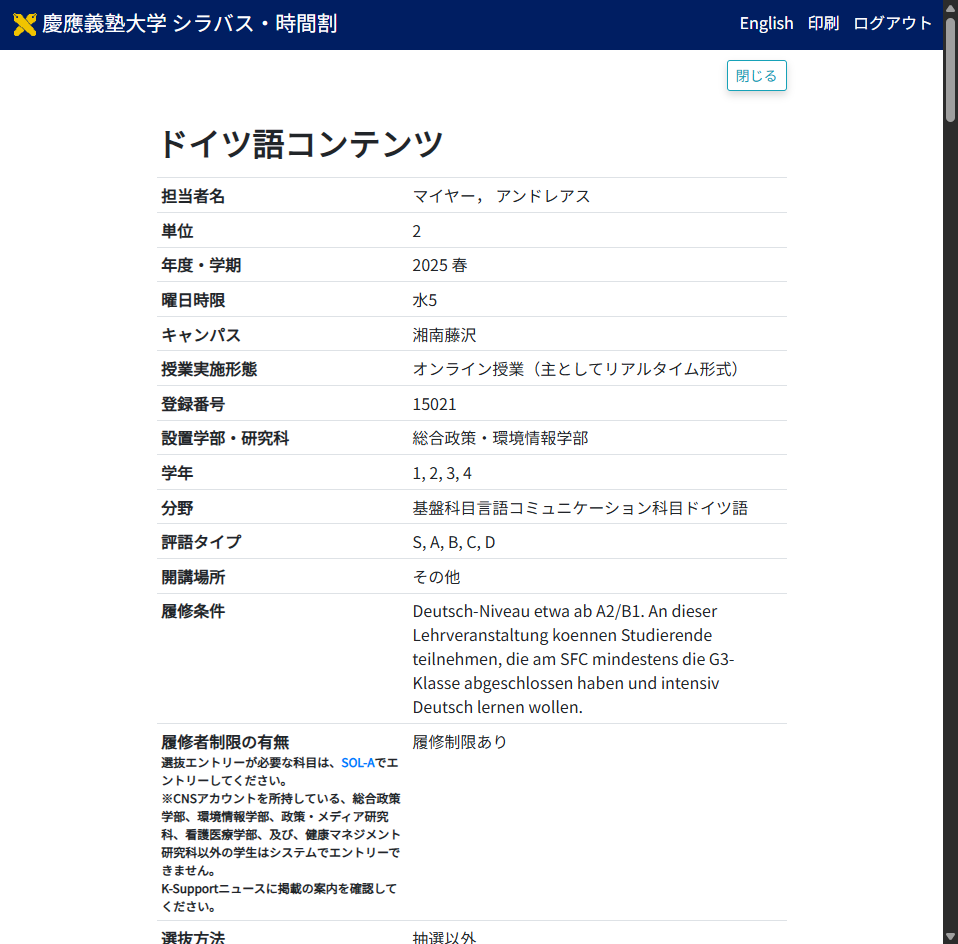 慶應義塾大学 シラバス・時間割
English 印刷 ログアウト
閉じる
ドイツ語コンテンツ
担当者名 マイヤー， アンドレアス
単位 2
年度・学期 2025 春
曜日時限 水5
キャンパス 湘南藤沢
授業実施形態 オンライン授業（主としてリアルタイム形式）
登録番号 15021
設置学部・研究科 総合政策・環境情報学部
学年 1, 2, 3, 4
分野 基盤科目言語コミュニケーション科目ドイツ語
評語タイプ S, A, B, C, D
開講場所 その他
履修条件 Deutsch-Niveau etwa ab A2/B1. An dieser
Lehrveranstaltung koennen Studierende
teilnehmen, die am SFC mindestens die G3-
Klasse abgeschlossen haben und intensiv
Deutsch lernen wollen.
履修者制限の有無 履修制限あり
選抜エントリーが必要な科目は、SOL-Aでエ
ントリーしてください。
※CNSアカウントを所持している、総合政策
学部、環境情報学部、政策・メディア研究
科、看護医療学部、及び、健康マネジメント
研究科以外の学生はシステムでエントリーで
きません。
K-Supportニュースに掲載の案内を確認して
ください。
選抜方法 抽選以外